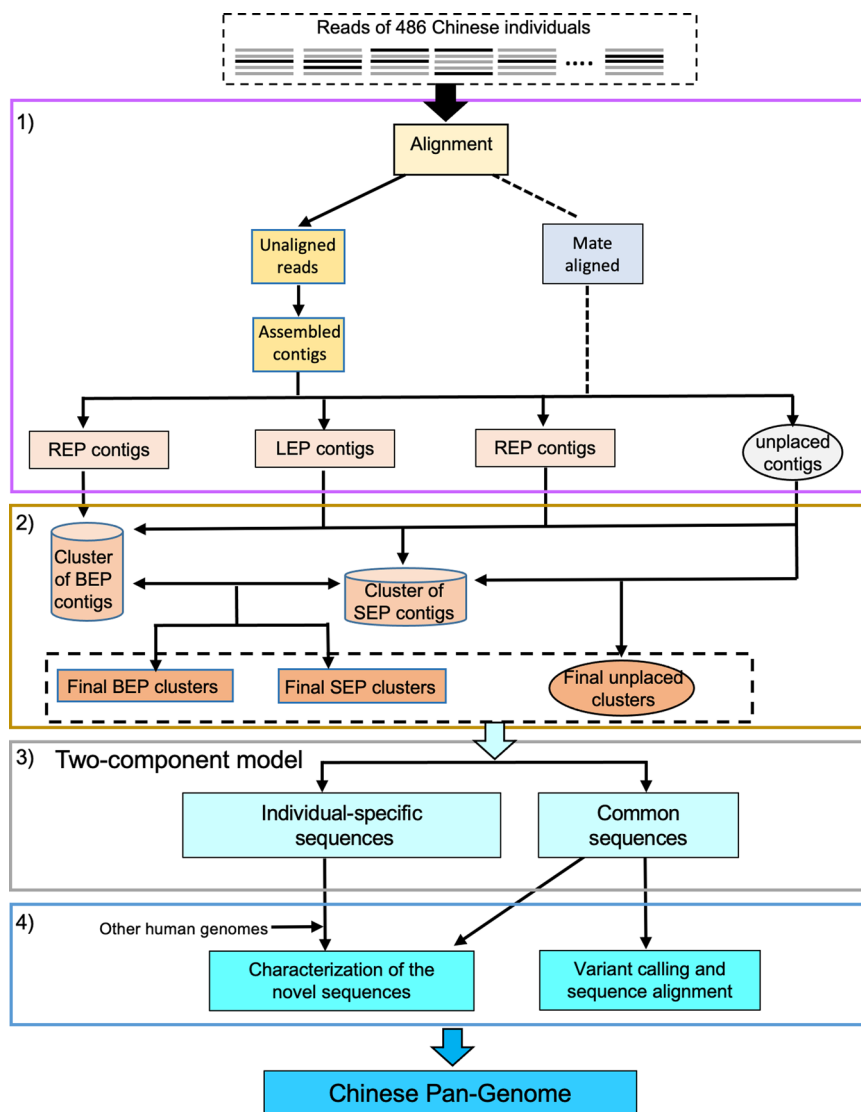 Reads of 486 Chinese individuals
....
1)
Alignment
Unaligned
reads
Mate
aligned
Assembled
contigs
REP contigs
LEP contigs
REP contigs
unplaced
contigs
2)
Cluster
of BEP
contigs
Cluster of
SEP contigs
Final BEP clusters
Final SEP clusters
Final unplaced
clusters
3)
Two-component model
Individual-specific
sequences
Common
sequences
4)
Other human genomes
Characterization of the
novel sequences
Variant calling and
sequence alignment
Chinese Pan-Genome